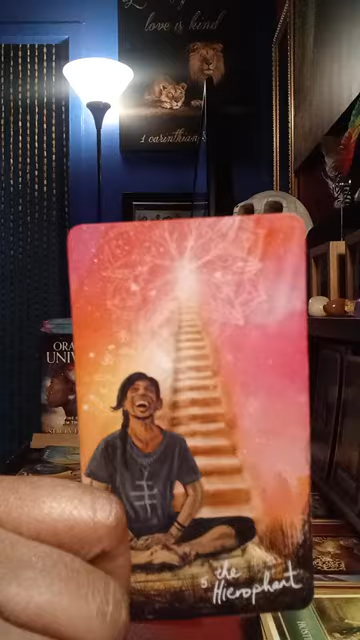 love is kind
1 corinthians
ORA
UNIV
5. the
Hierophant